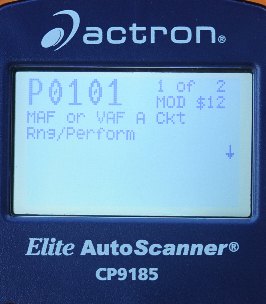 actron®
P0101 1 of 2
MOD $12
MAF or VAF A Ckt
Rng/Perform
↓
Elite AutoScanner®
CP9185